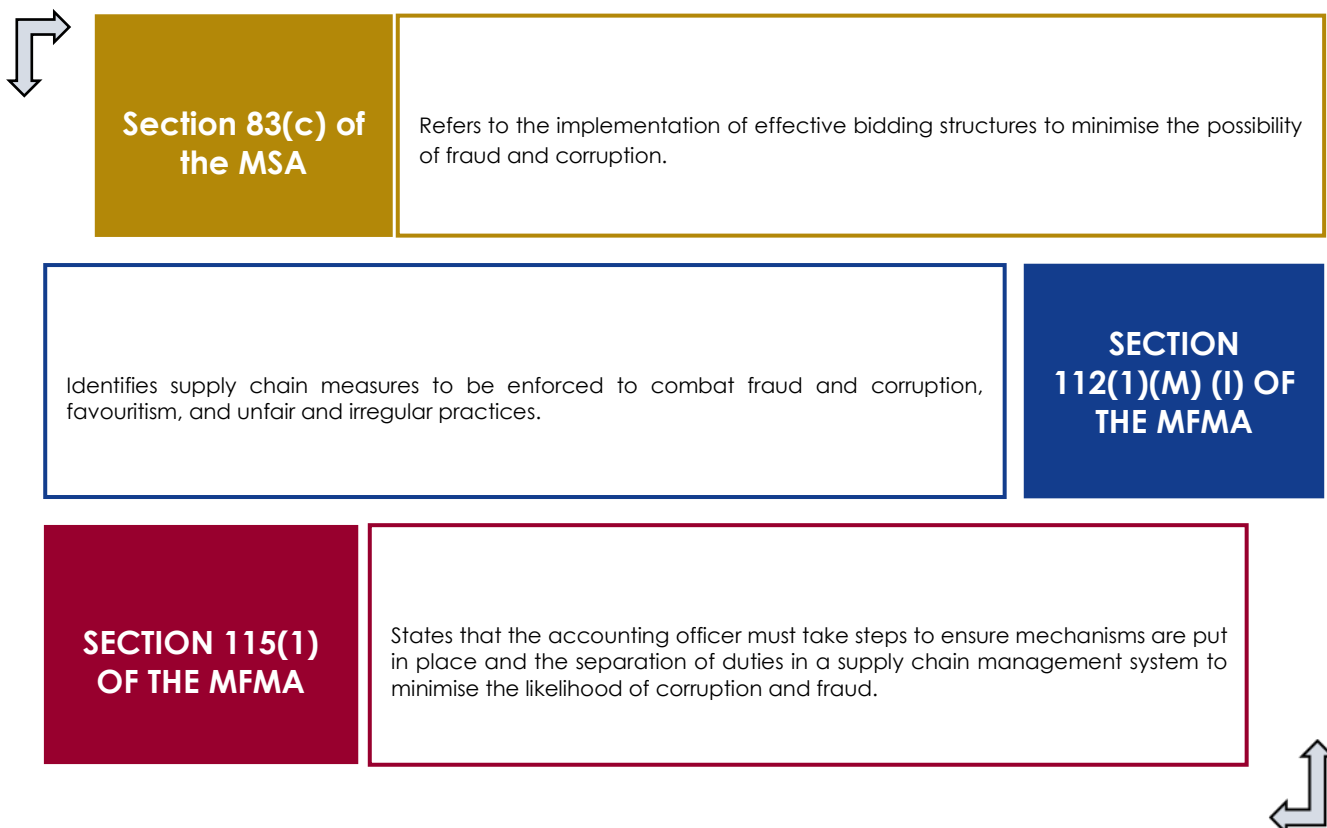 Section 83(c) of
the MSA
Refers to the implementation of effective bidding structures to minimise the possibility
of fraud and corruption.
Identifies supply chain measures to be enforced to combat fraud and corruption,
favouritism, and unfair and irregular practices.
SECTION
112(1)(M) (I) OF
THE MFMA
SECTION 115(1)
OF THE MFMA
States that the accounting officer must take steps to ensure mechanisms are put
in place and the separation of duties in a supply chain management system to
minimise the likelihood of corruption and fraud.